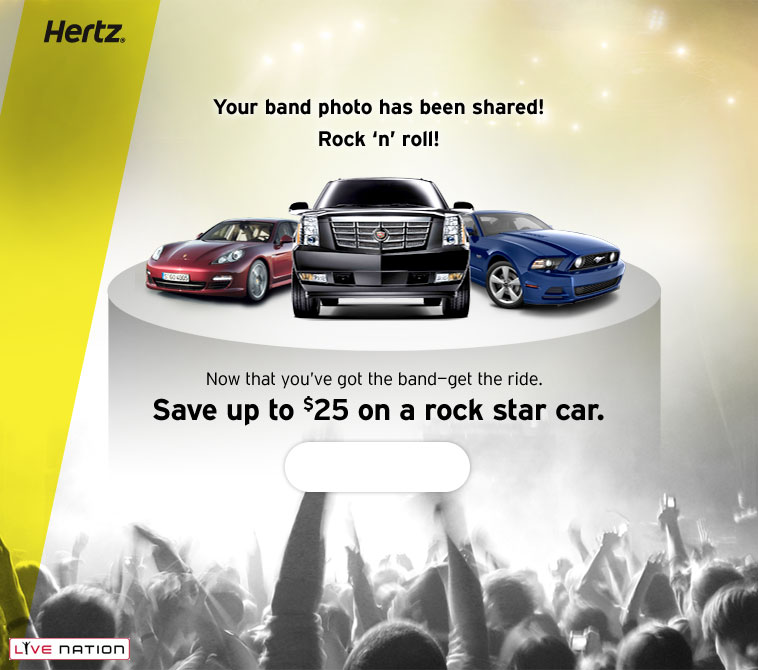 Hertz®
Your band photo has been shared!
Rock ‘n’ roll!
Now that you’ve got the band–get the ride.
Save up to $25 on a rock star car.
LIVE NATION